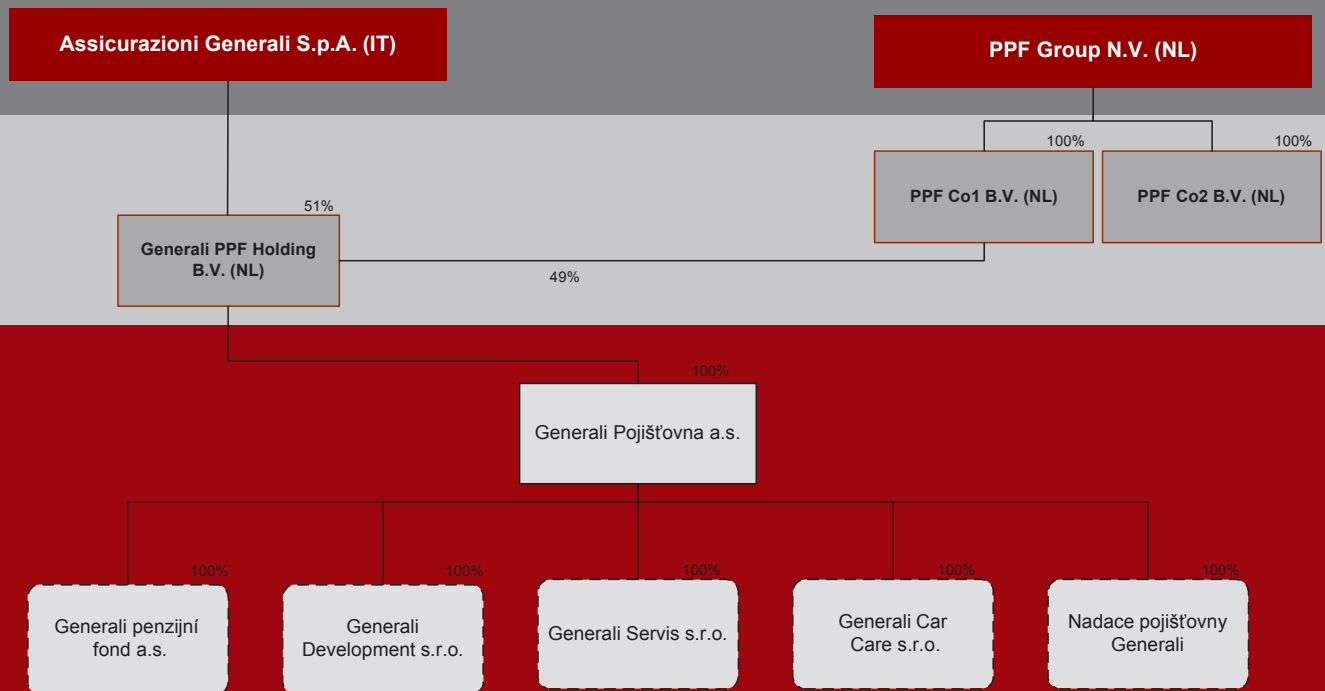 Assicurazioni Generali S.p.A. (IT)
PPF Group N.V. (NL)
100%
100%
PPF Co1 B.V. (NL)
PPF Co2 B.V. (NL)
51%
Generali PPF Holding
B.V. (NL)
49%
100%
Generali Pojišťovna a.s.
100%
100%
100%
100%
100%
Generali penzijní
fond a.s.
Generali
Development s.r.o.
Generali Servis s.r.o.
Generali Car
Care s.r.o.
Nadace pojišťovny
Generali